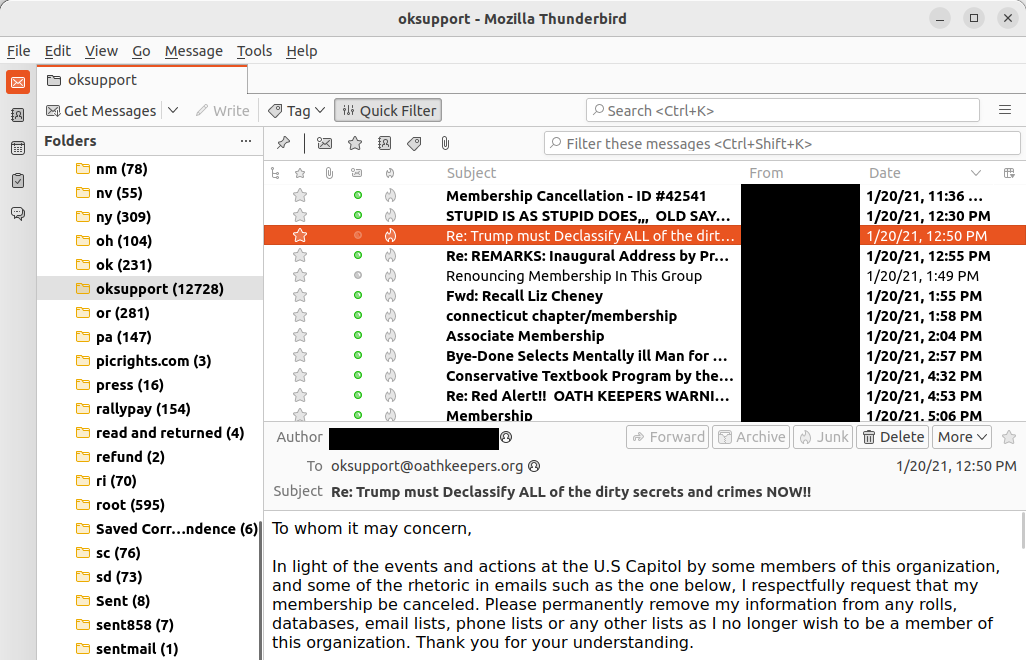 oksupport - Mozilla Thunderbird
File Edit View Go Message Tools Help
oksupport
Get Messages Write Tag Quick Filter Search <Ctrl+K>
Folders ... Filter these messages <Ctrl+Shift+K>
Subject From Date
nm (78)
nv (55)
ny (309)
oh (104)
ok (231)
oksupport (12728)
or (281)
pa (147)
picrights.com (3)
press (16)
rallypay (154)
read and returned (4)
refund (2)
ri (70)
root (595)
Saved Corr...ndence (6)
sc (76)
sd (73)
Sent (8)
sent858 (7)
sentmail (1)
Membership Cancellation - ID #42541 1/20/21, 11:36 ...
STUPID IS AS STUPID DOES,,, OLD SAY... 1/20/21, 12:30 PM
Re: Trump must Declassify ALL of the dirt... 1/20/21, 12:50 PM
Re: REMARKS: Inaugural Address by Pr... 1/20/21, 12:55 PM
Renouncing Membership In This Group 1/20/21, 1:49 PM
Fwd: Recall Liz Cheney 1/20/21, 1:55 PM
connecticut chapter/membership 1/20/21, 1:58 PM
Associate Membership 1/20/21, 2:04 PM
Bye-Done Selects Mentally ill Man for ... 1/20/21, 2:57 PM
Conservative Textbook Program by the... 1/20/21, 4:32 PM
Re: Red Alert!! OATH KEEPERS WARNI... 1/20/21, 4:53 PM
Membership 1/20/21, 5:06 PM
Author Forward Archive Junk Delete More
To oksupport@oathkeepers.org 1/20/21, 12:50 PM
Subject Re: Trump must Declassify ALL of the dirty secrets and crimes NOW!!
To whom it may concern,
In light of the events and actions at the U.S Capitol by some members of this organization,
and some of the rhetoric in emails such as the one below, I respectfully request that my
membership be canceled. Please permanently remove my information from any rolls,
databases, email lists, phone lists or any other lists as I no longer wish to be a member of
this organization. Thank you for your understanding.